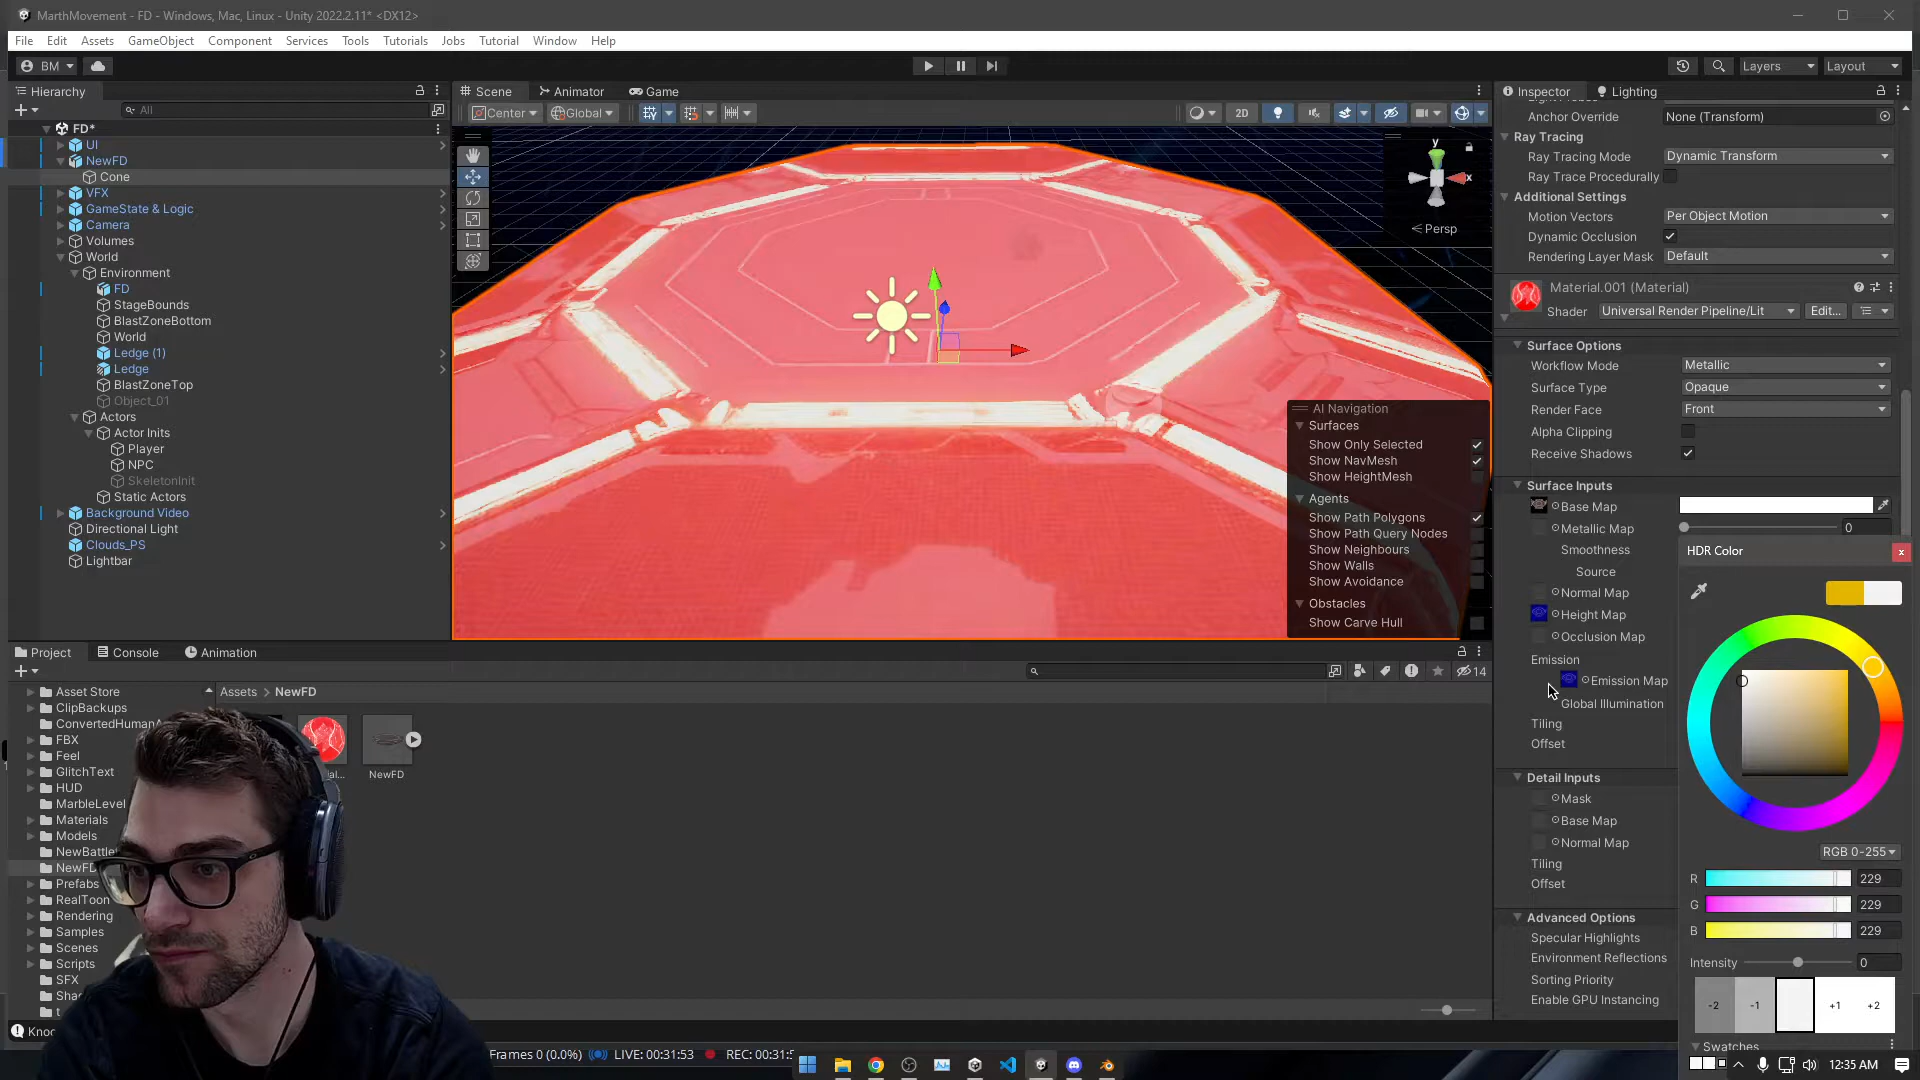 MarthMovement - FD - Windows, Mac, Linux - Unity 2022.2.11* <DX12>
File Edit Assets GameObject Component Services Tools Tutorials Jobs Tutorial Window Help
BM Layers Layout
Hierarchy
All
FD*
UI
NewFD
Cone
VFX
GameState & Logic
Camera
Volumes
World
Environment
FD
StageBounds
BlastZoneBottom
World
Ledge (1)
Ledge
BlastZoneTop
Object_01
Actors
Actor Inits
Player
NPC
SkeletonInit
Static Actors
Background Video
Directional Light
Clouds_PS
Lightbar
Scene Animator Game
Center Global 2D
y
x
Persp
AI Navigation
Surfaces
Show Only Selected
Show NavMesh
Show HeightMesh
Agents
Show Path Polygons
Show Path Query Nodes
Show Neighbours
Show Walls
Show Avoidance
Obstacles
Show Carve Hull
Inspector Lighting
Anchor Override None (Transform)
Ray Tracing
Ray Tracing Mode Dynamic Transform
Ray Trace Procedurally
Additional Settings
Motion Vectors Per Object Motion
Dynamic Occlusion
Rendering Layer Mask Default
Material.001 (Material)
Shader Universal Render Pipeline/Lit Edit...
Surface Options
Workflow Mode Metallic
Surface Type Opaque
Render Face Front
Alpha Clipping
Receive Shadows
Surface Inputs
Base Map
Metallic Map 0
Smoothness
Source
Normal Map
Height Map
Occlusion Map
Emission
Emission Map
Global Illumination
Tiling
Offset
Detail Inputs
Mask
Base Map
Normal Map
Tiling
Offset
Advanced Options
Specular Highlights
Environment Reflections
Sorting Priority
Enable GPU Instancing
HDR Color
RGB 0-255
R 229
G 229
B 229
Intensity 0
-2 -1 +1 +2
Swatches
Project Console Animation
14
Assets > NewFD
Asset Store
ClipBackups
ConvertedHumanA
FBX
Feel
GlitchText
HUD
MarbleLevel
Materials
Models
NewBattle
NewFD
Prefabs
RealToon
Rendering
Samples
Scenes
Scripts
SFX
Sha
t
NewFD
Knoc
Frames 0 (0.0%) LIVE: 00:31:53 REC: 00:31:5
12:35 AM